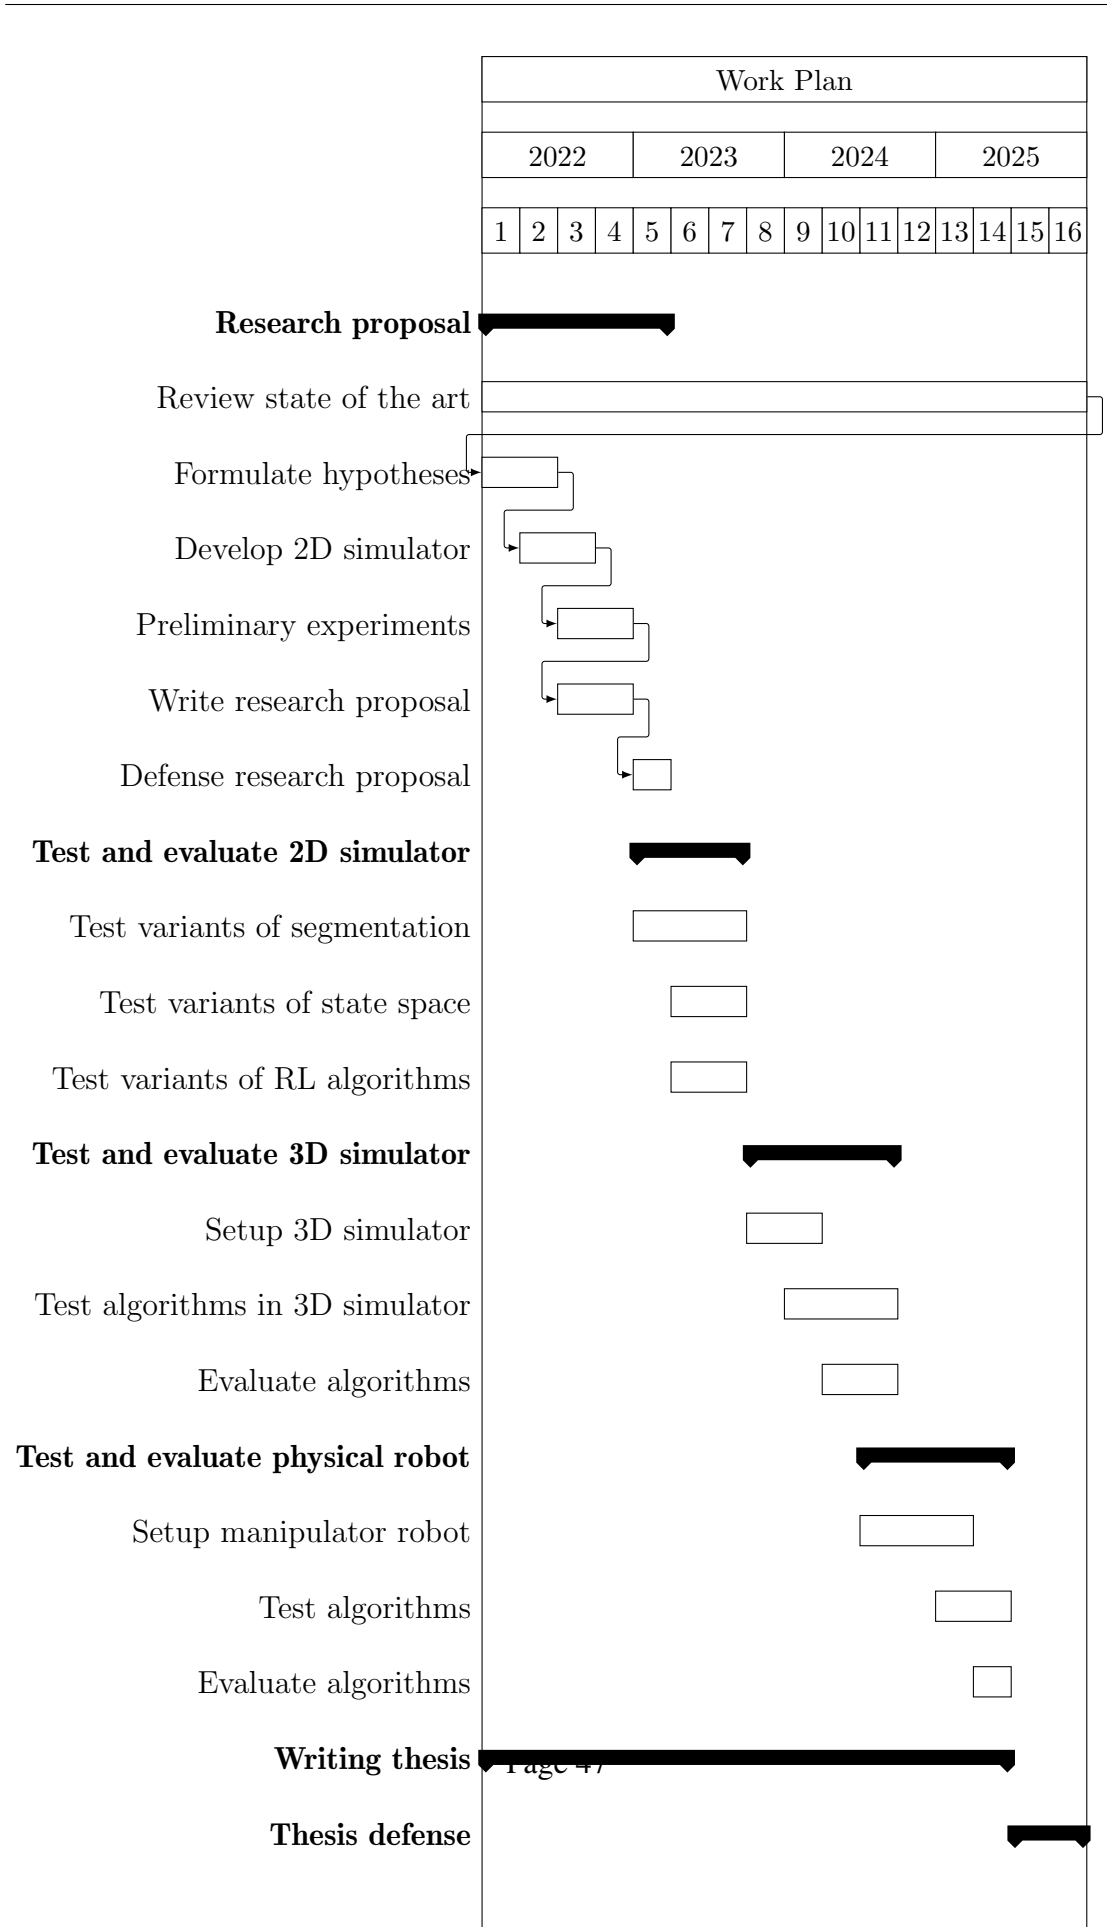 Work Plan
2022 2023 2024 2025
1 2 3 4 5 6 7 8 9 10 11 12 13 14 15 16
Research proposal
Review state of the art
Formulate hypotheses
Develop 2D simulator
Preliminary experiments
Write research proposal
Defense research proposal
Test and evaluate 2D simulator
Test variants of segmentation
Test variants of state space
Test variants of RL algorithms
Test and evaluate 3D simulator
Setup 3D simulator
Test algorithms in 3D simulator
Evaluate algorithms
Test and evaluate physical robot
Setup manipulator robot
Test algorithms
Evaluate algorithms
Writing thesis
Page 47
Thesis defense